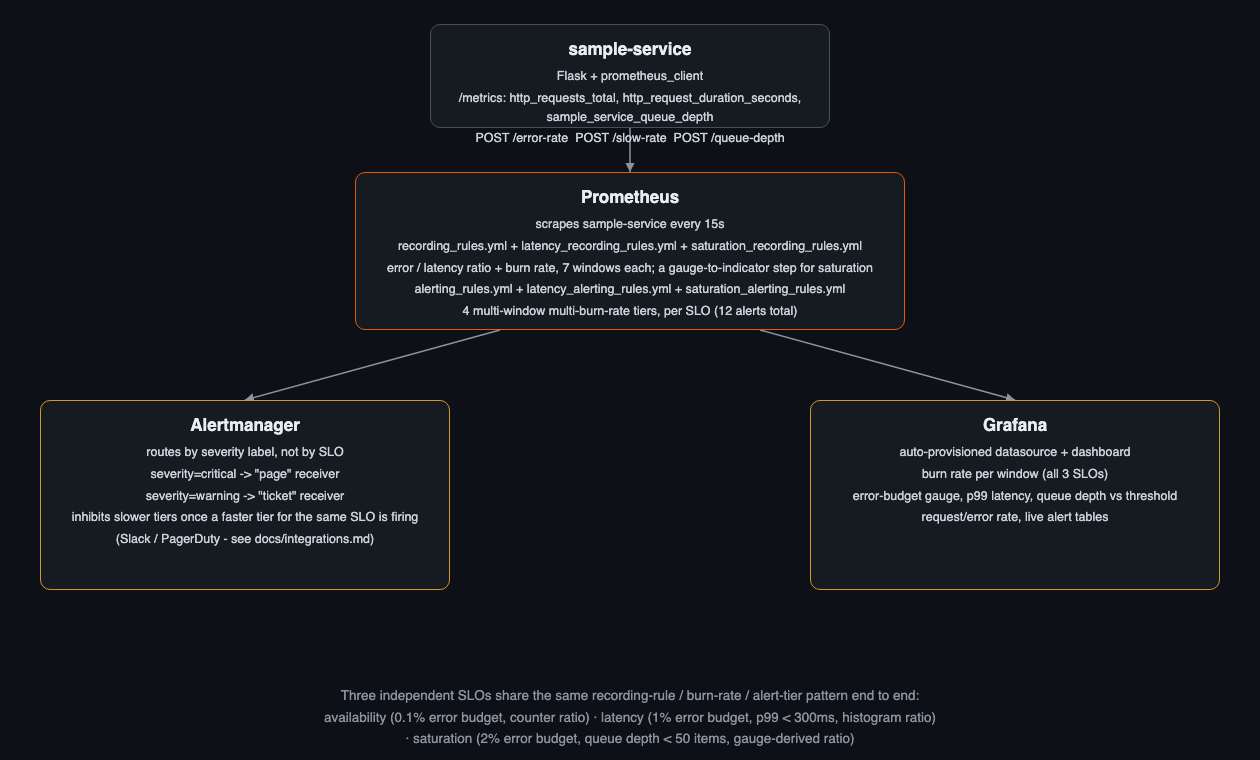 sample-service
Flask + prometheus_client
/metrics: http_requests_total, http_request_duration_seconds,
sample_service_queue_depth
POST /error-rate  POST /slow-rate  POST /queue-depth
Prometheus
scrapes sample-service every 15s
recording_rules.yml + latency_recording_rules.yml + saturation_recording_rules.yml
error / latency ratio + burn rate, 7 windows each; a gauge-to-indicator step for saturation
alerting_rules.yml + latency_alerting_rules.yml + saturation_alerting_rules.yml
4 multi-window multi-burn-rate tiers, per SLO (12 alerts total)
Alertmanager
routes by severity label, not by SLO
severity=critical -> "page" receiver
severity=warning -> "ticket" receiver
inhibits slower tiers once a faster tier for the same SLO is firing
(Slack / PagerDuty - see docs/integrations.md)
Grafana
auto-provisioned datasource + dashboard
burn rate per window (all 3 SLOs)
error-budget gauge, p99 latency, queue depth vs threshold
request/error rate, live alert tables
Three independent SLOs share the same recording-rule / burn-rate / alert-tier pattern end to end:
availability (0.1% error budget, counter ratio) · latency (1% error budget, p99 < 300ms, histogram ratio)
· saturation (2% error budget, queue depth < 50 items, gauge-derived ratio)